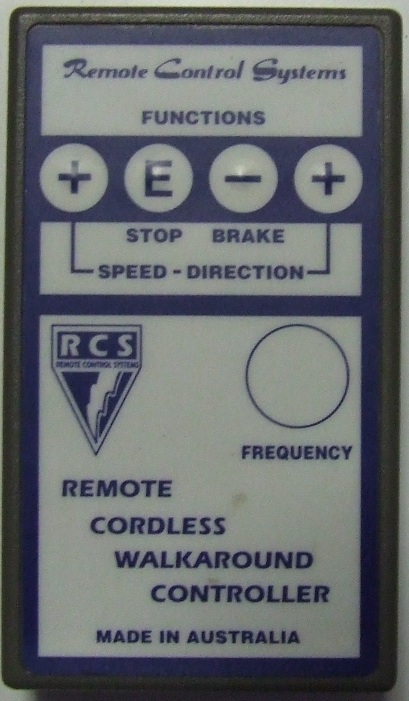 Remote Control Systems
FUNCTIONS
+ E - +
STOP BRAKE
SPEED - DIRECTION
RCS
REMOTE CONTROL SYSTEMS
FREQUENCY
REMOTE
CORDLESS
WALKAROUND
CONTROLLER
MADE IN AUSTRALIA